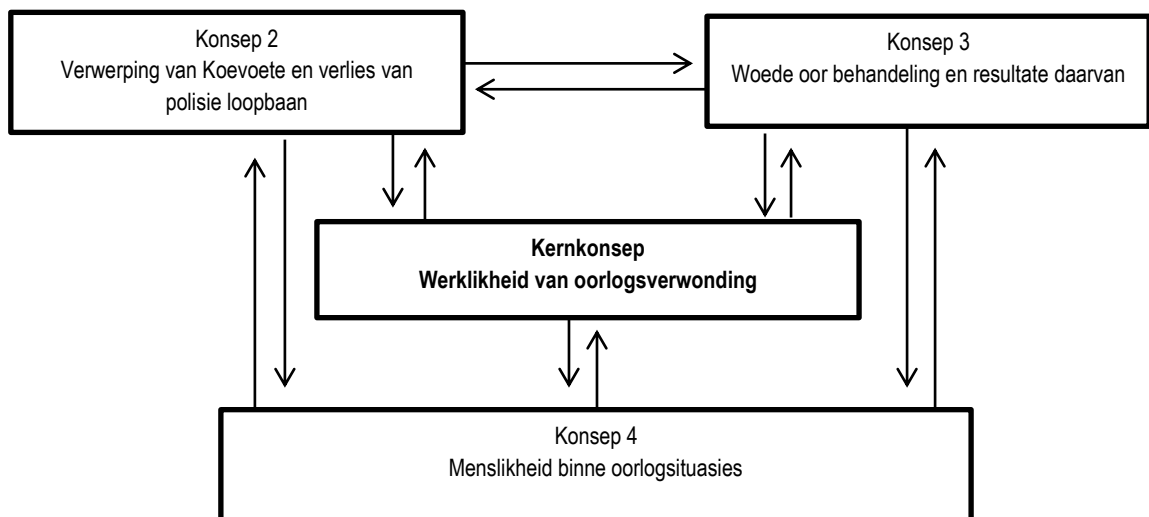 Konsep 2
Verwerping van Koevoete en verlies van
polisie loopbaan
Konsep 3
Woede oor behandeling en resultate daarvan
Kernkonsep
Werklikheid van oorlogsverwonding
Konsep 4
Menslikheid binne oorlogsituasies